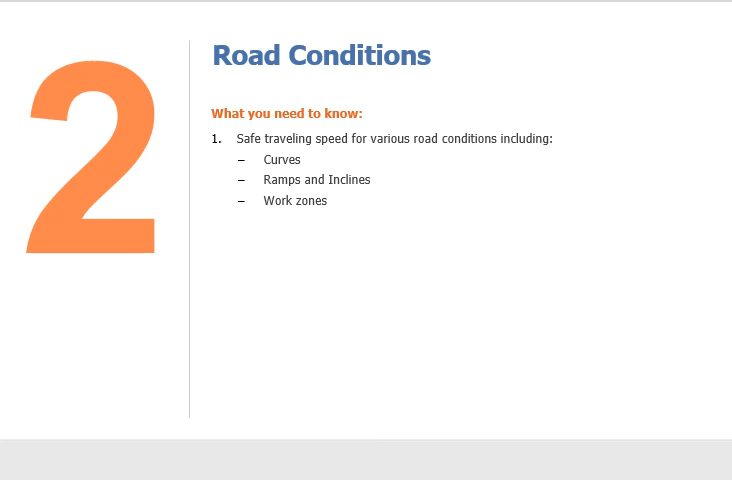 2
Road Conditions
What you need to know:
1. Safe traveling speed for various road conditions including:
– Curves
– Ramps and Inclines
– Work zones